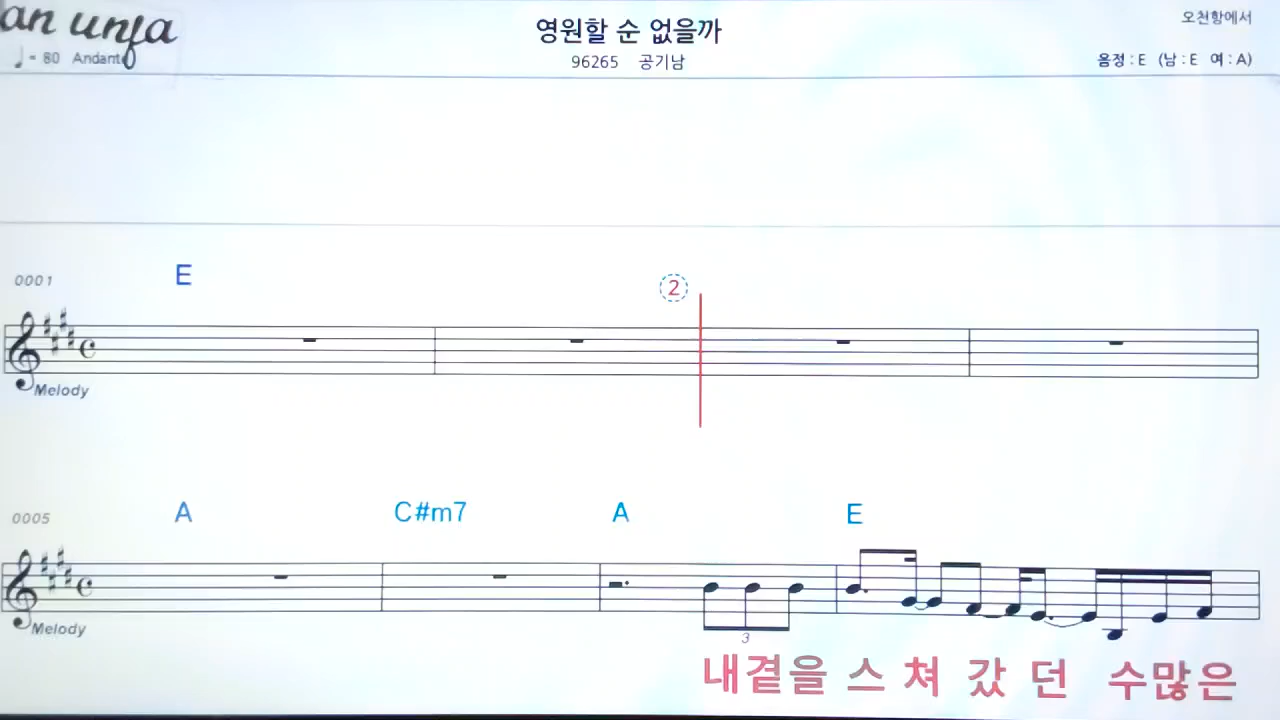 an unfa
영원할 순 없을까
오천항에서
♩= 80 Andante
96265 공기남
음정 : E (남 : E 여 : A)
0001
E
②
Melody
0005
A C#m7 A E
Melody
3
내곁을 스 쳐 갔 던 수많은